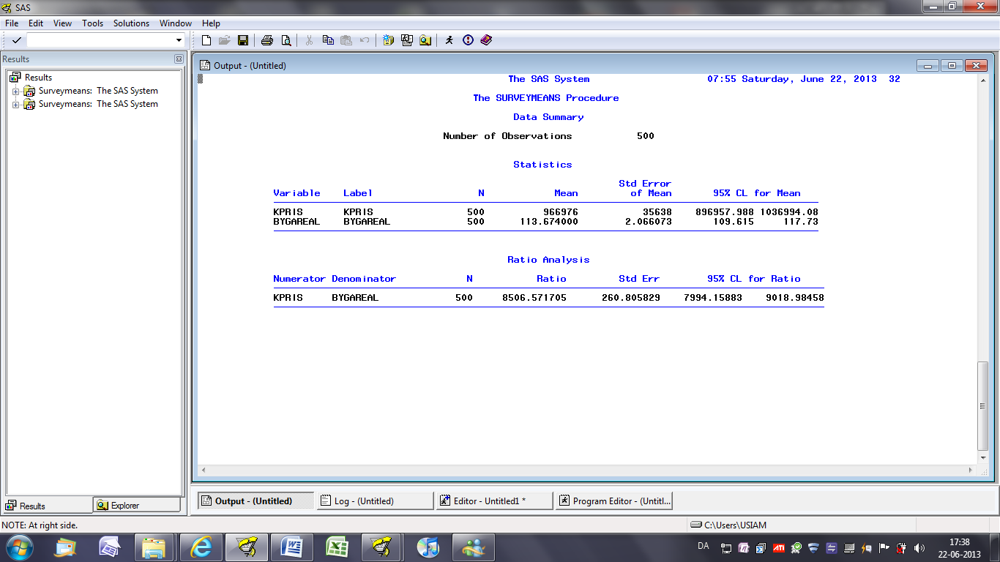 SAS
File Edit View Tools Solutions Window Help
Results
Results
Surveymeans: The SAS System
Surveymeans: The SAS System
Output - (Untitled)
The SAS System 07:55 Saturday, June 22, 2013 32
The SURVEYMEANS Procedure
Data Summary
Number of Observations 500
Statistics
Std Error
Variable Label N Mean of Mean 95% CL for Mean
KPRIS KPRIS 500 966976 35638 896957.988 1036994.08
BYGAREAL BYGAREAL 500 113.674000 2.066073 109.615 117.73
Ratio Analysis
Numerator Denominator N Ratio Std Err 95% CL for Ratio
KPRIS BYGAREAL 500 8506.571705 260.805829 7994.15883 9018.98458
Results Explorer
Output - (Untitled) Log - (Untitled) Editor - Untitled1 * Program Editor - (Untitl...
NOTE: At right side. C:\Users\USIAM
DA ATI 17:38
22-06-2013